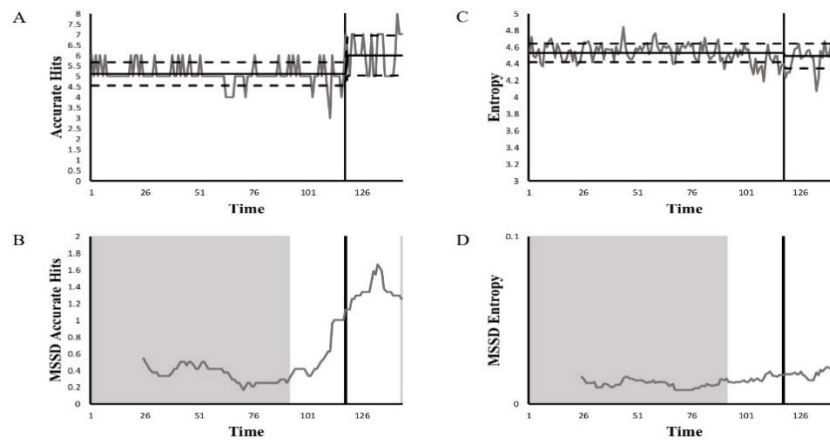 A
Accurate Hits
8
7.5
7
6.5
6
5.5
5
4.5
4
3.5
3
2.5
2
1.5
1
0.5
0
1 26 51 76 101 126
Time
C
Entropy
5
4.8
4.6
4.4
4.2
4
3.8
3.6
3.4
3.2
3
1 26 51 76 101 126
Time
B
MSSD Accurate Hits
2
1.8
1.6
1.4
1.2
1
0.8
0.6
0.4
0.2
0
1 26 51 76 101 126
Time
D
MSSD Entropy
0.1
0
1 26 51 76 101 126
Time